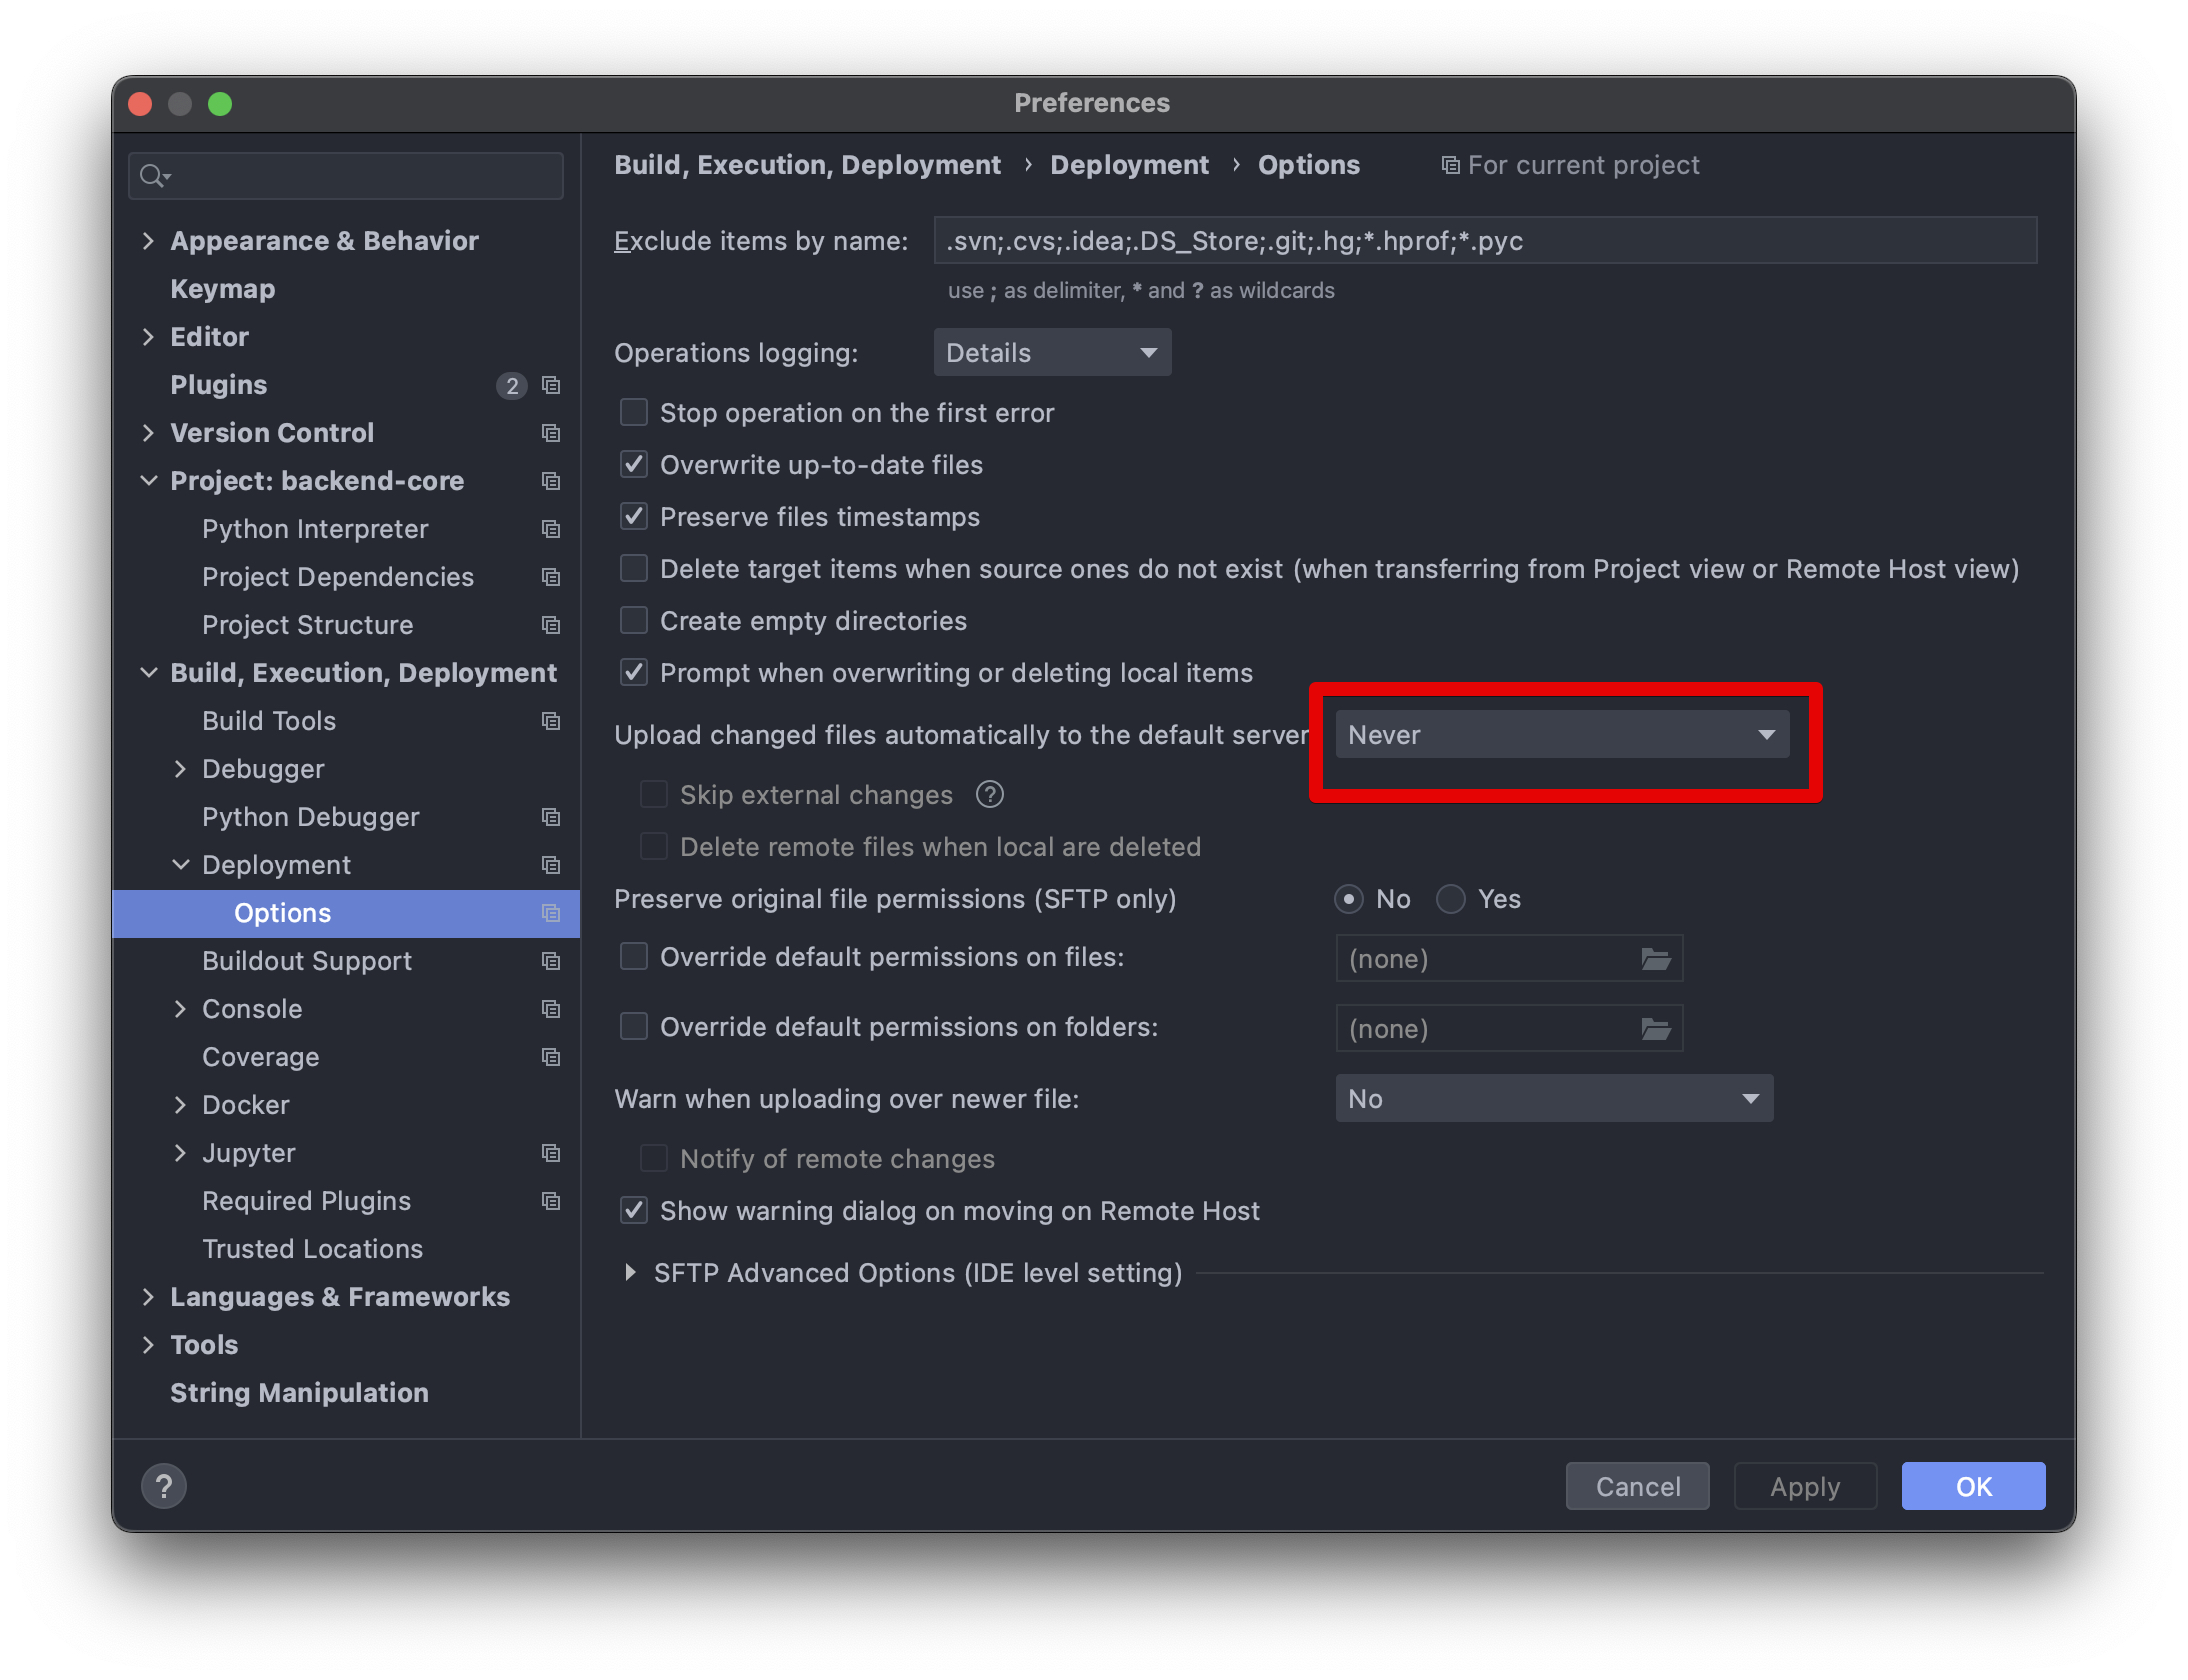 Preferences
Appearance & Behavior
Keymap
Editor
Plugins 2
Version Control
Project: backend-core
Python Interpreter
Project Dependencies
Project Structure
Build, Execution, Deployment
Build Tools
Debugger
Python Debugger
Deployment
Options
Buildout Support
Console
Coverage
Docker
Jupyter
Required Plugins
Trusted Locations
Languages & Frameworks
Tools
String Manipulation
Build, Execution, Deployment › Deployment › Options For current project
Exclude items by name: .svn;.cvs;.idea;.DS_Store;.git;.hg;*.hprof;*.pyc
use ; as delimiter, * and ? as wildcards
Operations logging: Details
Stop operation on the first error
Overwrite up-to-date files
Preserve files timestamps
Delete target items when source ones do not exist (when transferring from Project view or Remote Host view)
Create empty directories
Prompt when overwriting or deleting local items
Upload changed files automatically to the default server Never
Skip external changes ?
Delete remote files when local are deleted
Preserve original file permissions (SFTP only) No Yes
Override default permissions on files: (none)
Override default permissions on folders: (none)
Warn when uploading over newer file: No
Notify of remote changes
Show warning dialog on moving on Remote Host
SFTP Advanced Options (IDE level setting)
? Cancel Apply OK